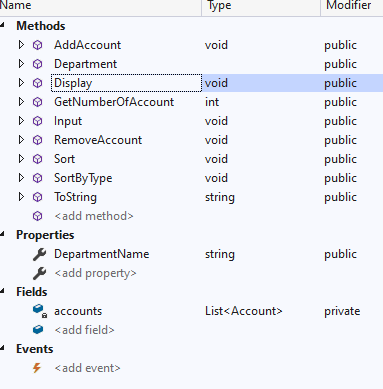 Name Type Modifier
Methods
AddAccount void public
Department public
Display void public
GetNumberOfAccount int public
Input void public
RemoveAccount void public
Sort void public
SortByType void public
ToString string public
<add method>
Properties
DepartmentName string public
<add property>
Fields
accounts List<Account> private
<add field>
Events
<add event>